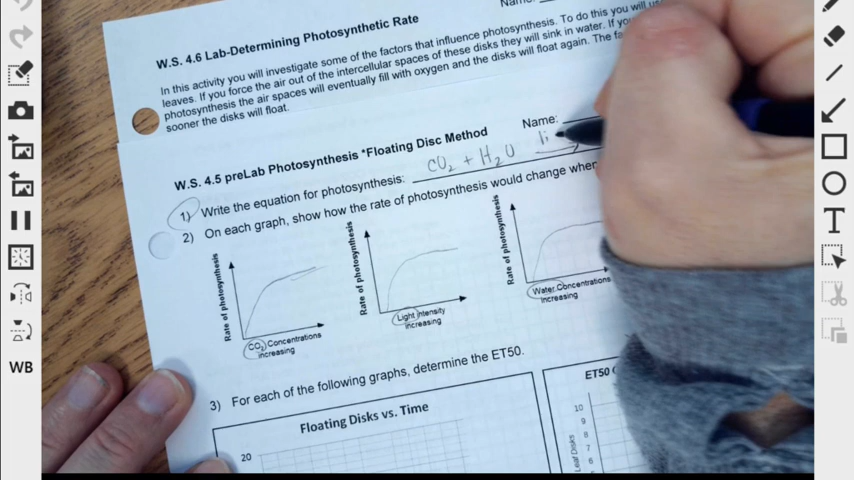 Name:
W.S. 4.6 Lab-Determining Photosynthetic Rate
In this activity you will investigate some of the factors that influence photosynthesis. To do this you will
leaves. If you force the air out of the intercellular spaces of these disks they will sink in water. If you
photosynthesis the air spaces will eventually fill with oxygen and the disks will float again. The
sooner the disks will float.
W.S. 4.5 preLab Photosynthesis *Floating Disc Method
Name:
1) Write the equation for photosynthesis: CO2 + H2O → li
2) On each graph, show how the rate of photosynthesis would change when
Rate of photosynthesis
CO2 Concentrations
increasing
Rate of photosynthesis
Light intensity
increasing
Rate of photosynthesis
Water Concentrations
increasing
3) For each of the following graphs, determine the ET50.
Floating Disks vs. Time
20
ET50
10
9
8
7
6
Leaf Disks
T
WB